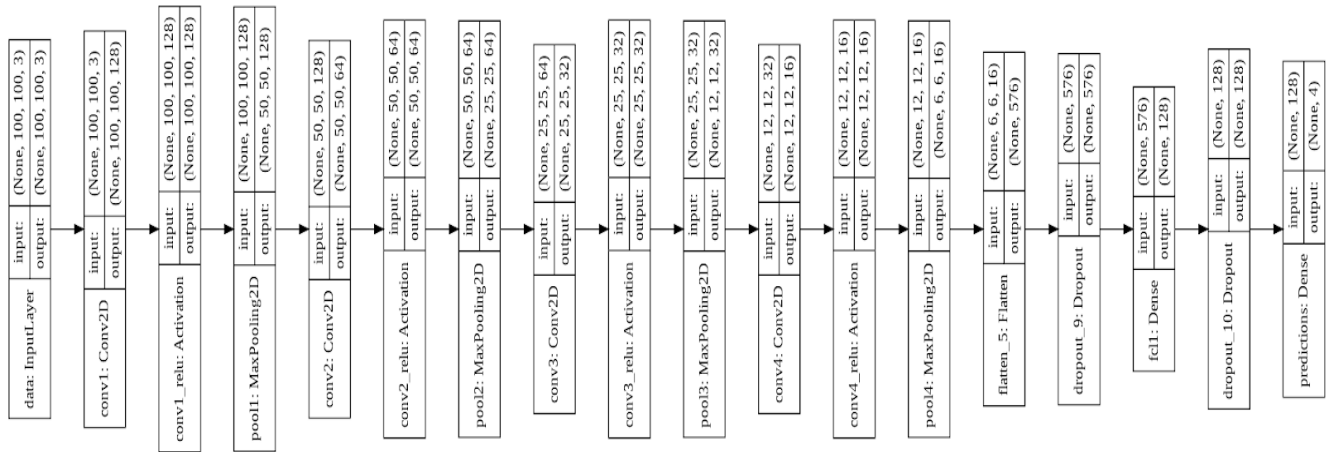 data: InputLayer
input: (None, 100, 100, 3)
output: (None, 100, 100, 3)
conv1: Conv2D
input: (None, 100, 100, 3)
output: (None, 100, 100, 128)
conv1_relu: Activation
input: (None, 100, 100, 128)
output: (None, 100, 100, 128)
pool1: MaxPooling2D
input: (None, 100, 100, 128)
output: (None, 50, 50, 128)
conv2: Conv2D
input: (None, 50, 50, 128)
output: (None, 50, 50, 64)
conv2_relu: Activation
input: (None, 50, 50, 64)
output: (None, 50, 50, 64)
pool2: MaxPooling2D
input: (None, 50, 50, 64)
output: (None, 25, 25, 64)
conv3: Conv2D
input: (None, 25, 25, 64)
output: (None, 25, 25, 32)
conv3_relu: Activation
input: (None, 25, 25, 32)
output: (None, 25, 25, 32)
pool3: MaxPooling2D
input: (None, 25, 25, 32)
output: (None, 12, 12, 32)
conv4: Conv2D
input: (None, 12, 12, 32)
output: (None, 12, 12, 16)
conv4_relu: Activation
input: (None, 12, 12, 16)
output: (None, 12, 12, 16)
pool4: MaxPooling2D
input: (None, 12, 12, 16)
output: (None, 6, 6, 16)
flatten_5: Flatten
input: (None, 6, 6, 16)
output: (None, 576)
dropout_9: Dropout
input: (None, 576)
output: (None, 576)
fcl1: Dense
input: (None, 576)
output: (None, 128)
dropout_10: Dropout
input: (None, 128)
output: (None, 128)
predictions: Dense
input: (None, 128)
output: (None, 4)